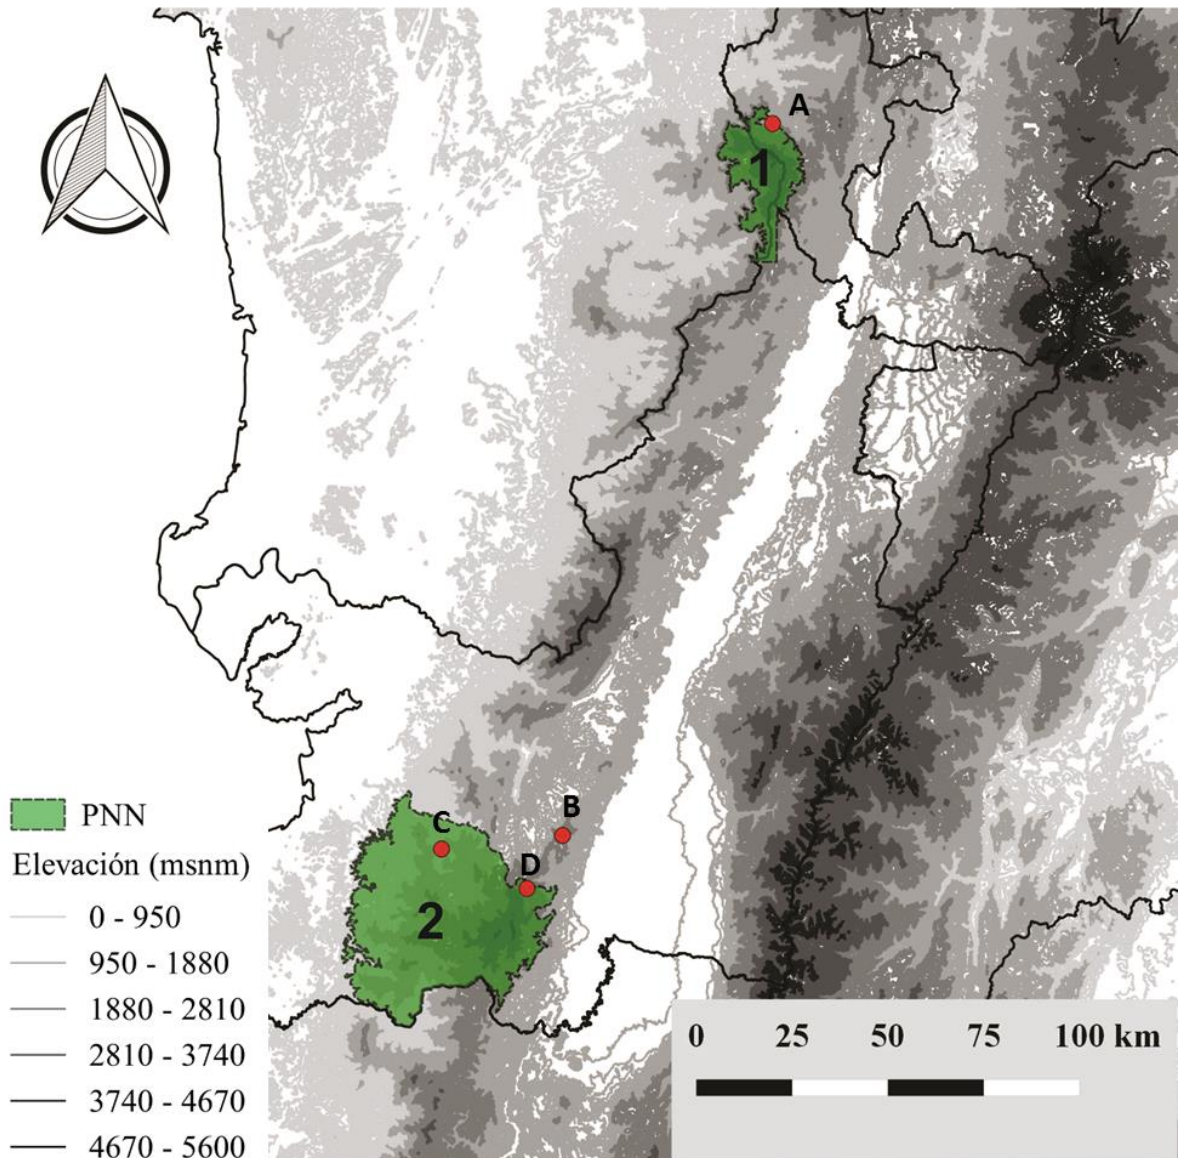 A
1
B
C
D
2
PNN
Elevación (msnm)
0 - 950
950 - 1880
1880 - 2810
2810 - 3740
3740 - 4670
4670 - 5600
0 25 50 75 100 km